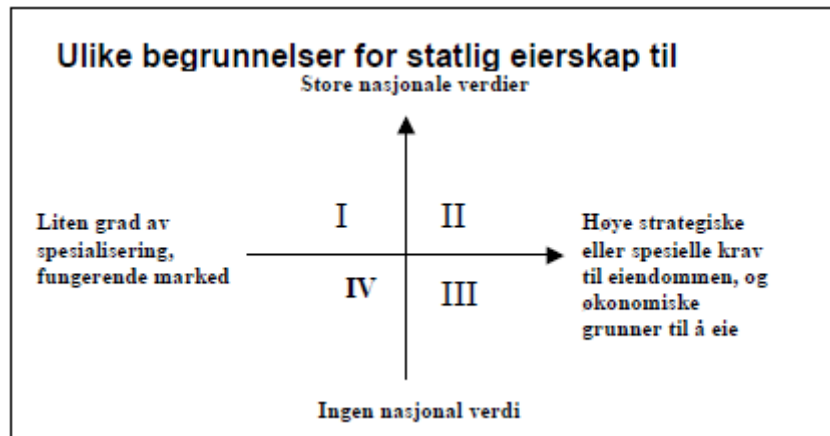 Ulike begrunnelser for statlig eierskap til
Store nasjonale verdier
I
II
Liten grad av
spesialisering,
fungerende marked
Høye strategiske
eller spesielle krav
til eiendommen, og
økonomiske
grunner til å eie
IV
III
Ingen nasjonal verdi